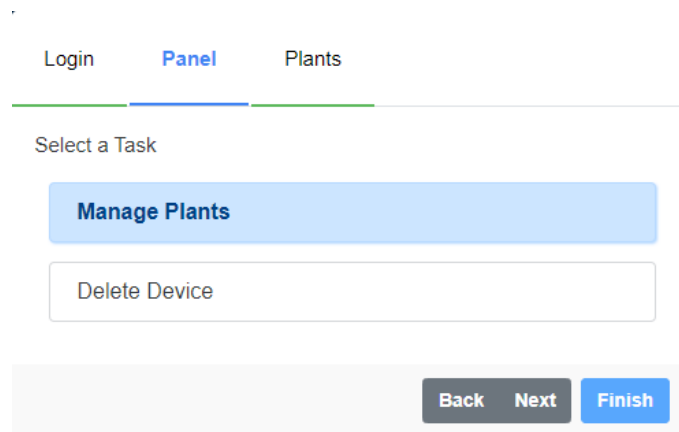 Login Panel Plants
Select a Task
Manage Plants
Delete Device
Back Next Finish